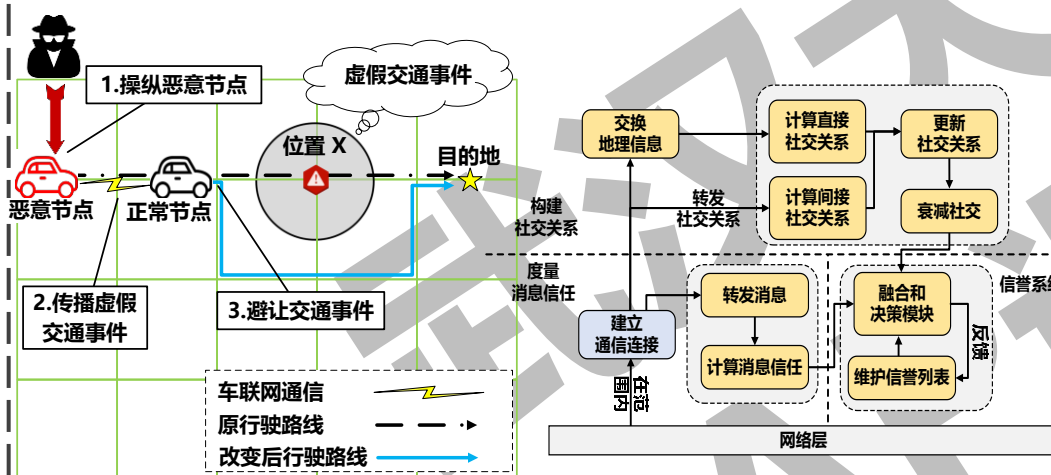 1.操纵恶意节点
虚假交通事件
位置 X
目的地
恶意节点
正常节点
2.传播虚假
交通事件
3.避让交通事件
车联网通信
原行驶路线
改变后行驶路线
交换
地理信息
计算直接
社交关系
更新
社交关系
转发
社交关系
计算间接
社交关系
衰减社交
构建
社交关系
度量
消息信任
信誉系统
建立
通信连接
转发消息
计算消息信任
融合和
决策模块
反馈
维护信誉列表
在范
围内
网络层